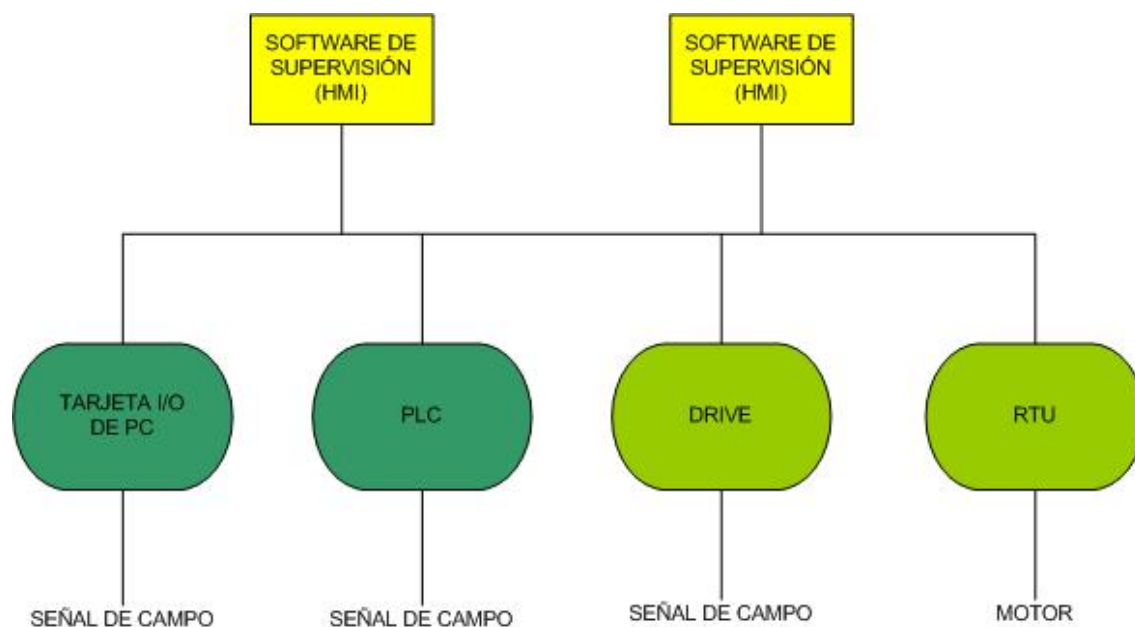 SOFTWARE DE
SUPERVISIÓN
(HMI)
SOFTWARE DE
SUPERVISIÓN
(HMI)
TARJETA I/O
DE PC
PLC
DRIVE
RTU
SEÑAL DE CAMPO
SEÑAL DE CAMPO
SEÑAL DE CAMPO
MOTOR